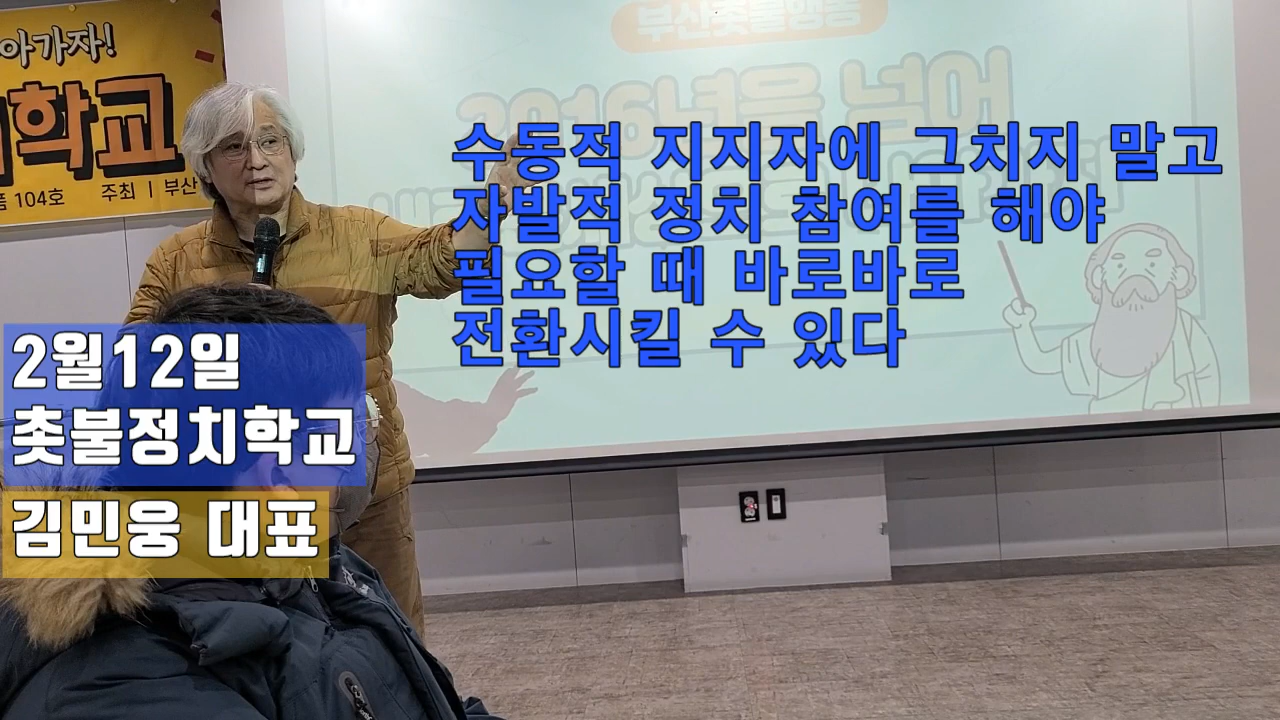 아가자!
학교
104호 주최 | 부산
부산촛불행동
2016년을 넘어
수동적 지지자에 그치지 말고
자발적 정치 참여를 해야
필요할 때 바로바로
전환시킬 수 있다
2월12일
촛불정치학교
김민웅 대표